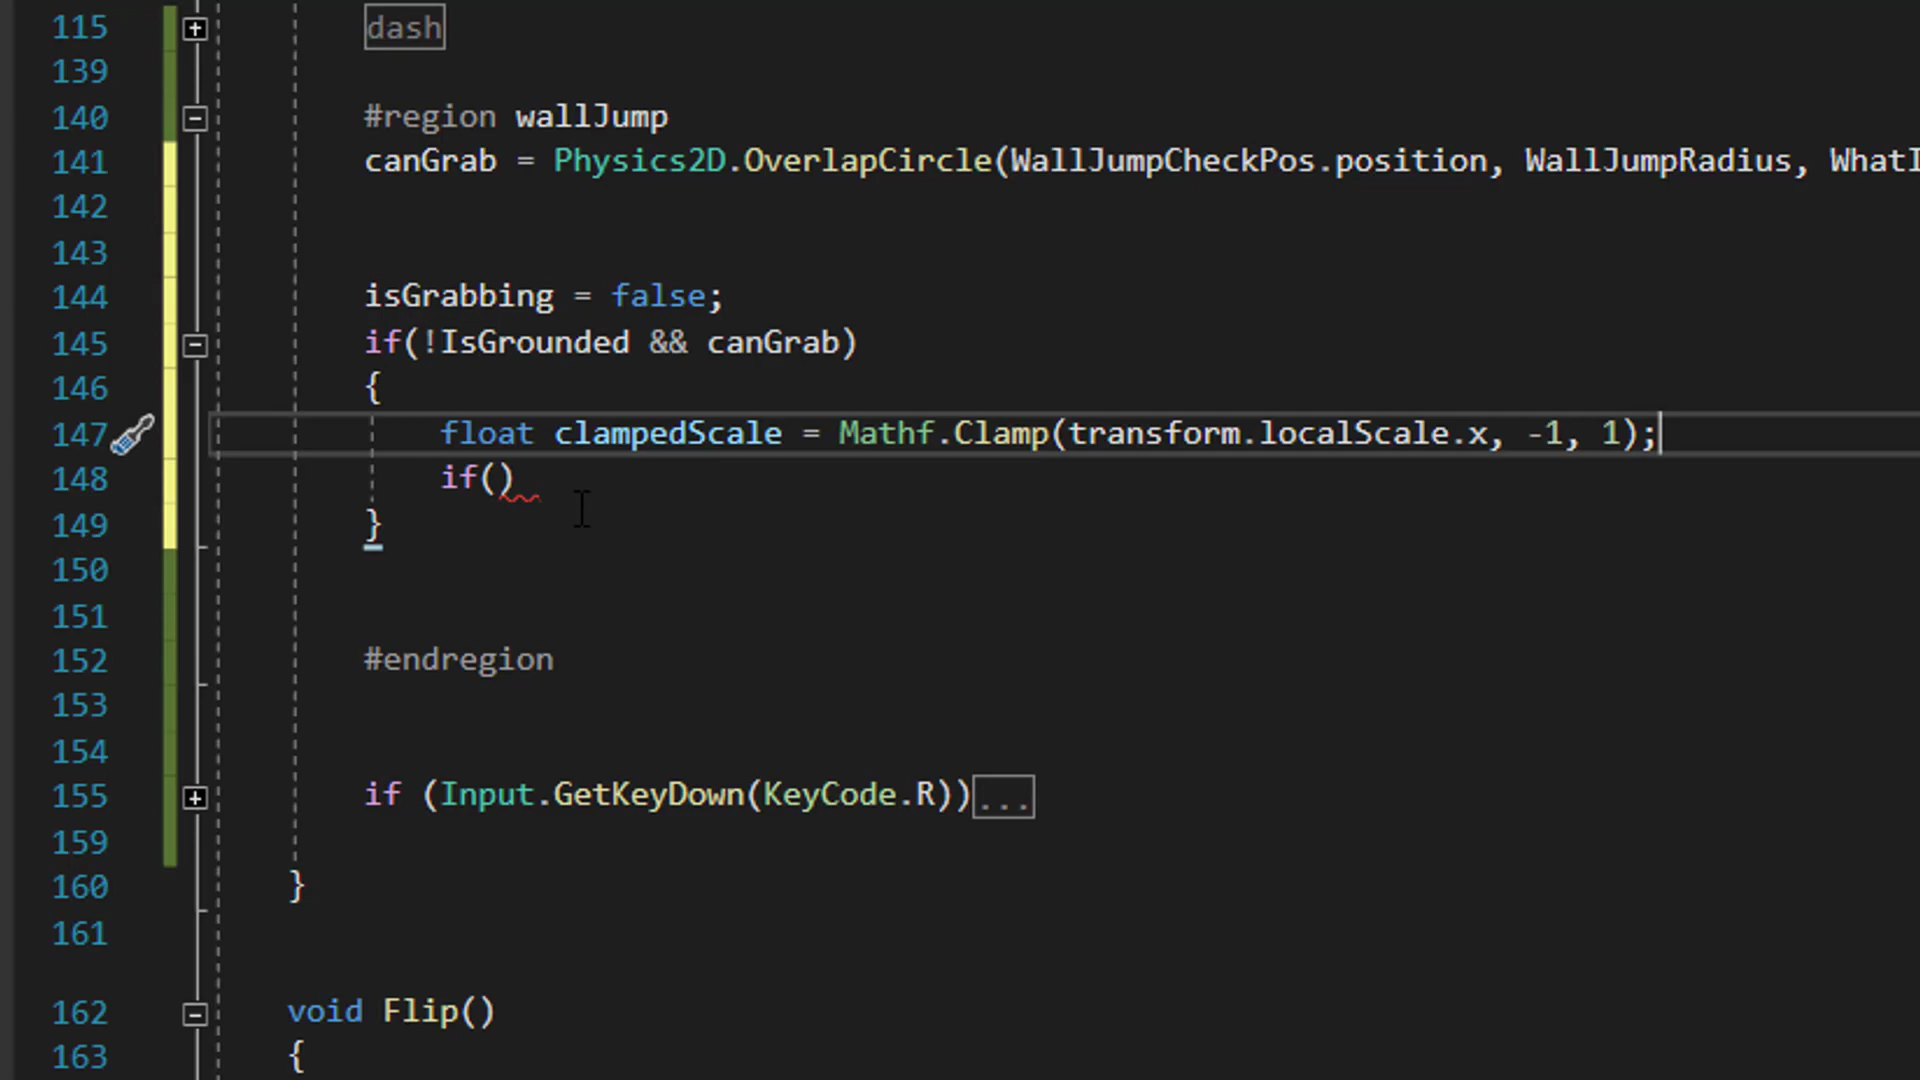 115 dash
139
140 #region wallJump
141 canGrab = Physics2D.OverlapCircle(WallJumpCheckPos.position, WallJumpRadius, WhatI
142
143
144 isGrabbing = false;
145 if(!IsGrounded && canGrab)
146 {
147 float clampedScale = Mathf.Clamp(transform.localScale.x, -1, 1);
148 if()
149 }
150
151
152 #endregion
153
154
155 if (Input.GetKeyDown(KeyCode.R))...
159
160 }
161
162 void Flip()
163 {